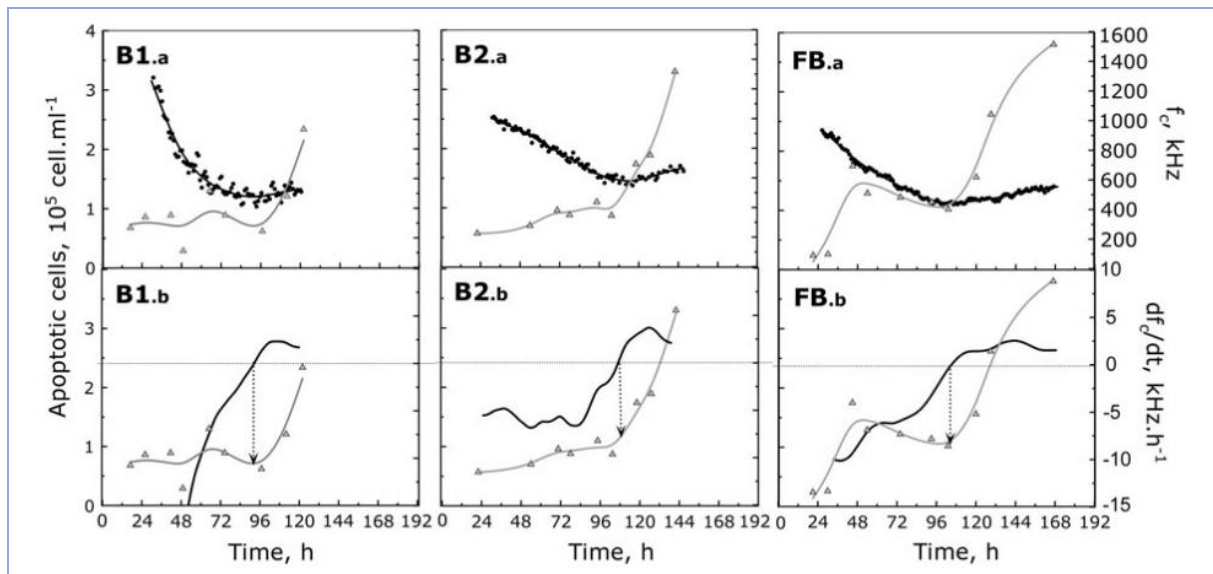 B1.a
B2.a
FB.a
4
3
2
1
0
1600
1400
1200
1000
800
600
400
200
0
Apoptotic cells, 10⁵ cell.ml⁻¹
f_c, kHz
B1.b
B2.b
FB.b
3
2
1
0
10
5
0
-5
-10
-15
df_c/dt, kHz.h⁻¹
0 24 48 72 96 120 144 168 192
0 24 48 72 96 120 144 168 192
0 24 48 72 96 120 144 168 192
Time, h
Time, h
Time, h